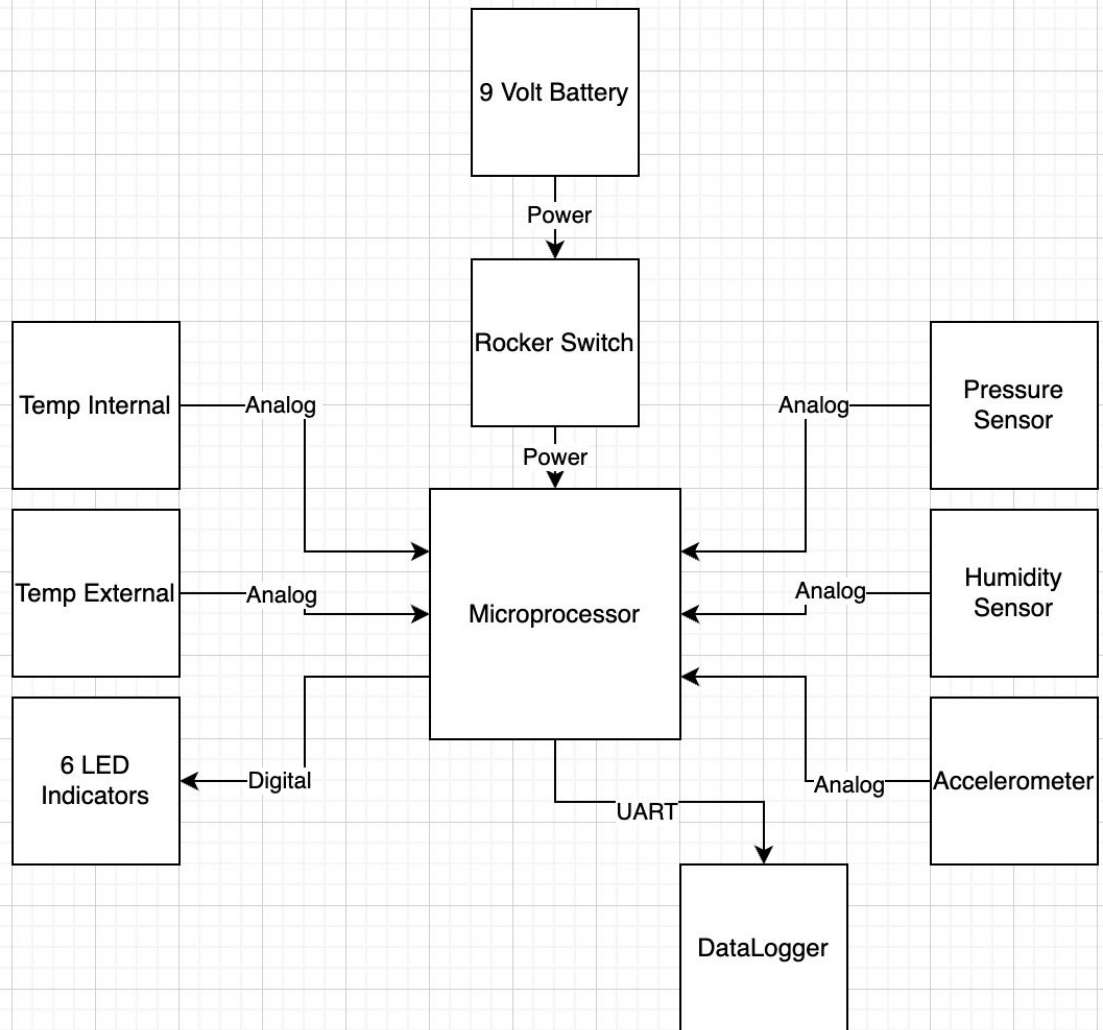 9 Volt Battery
Power
Rocker Switch
Power
Temp Internal
Analog
Analog
Pressure
Sensor
Temp External
Analog
Microprocessor
Analog
Humidity
Sensor
6 LED
Indicators
Digital
Analog
Accelerometer
UART
DataLogger